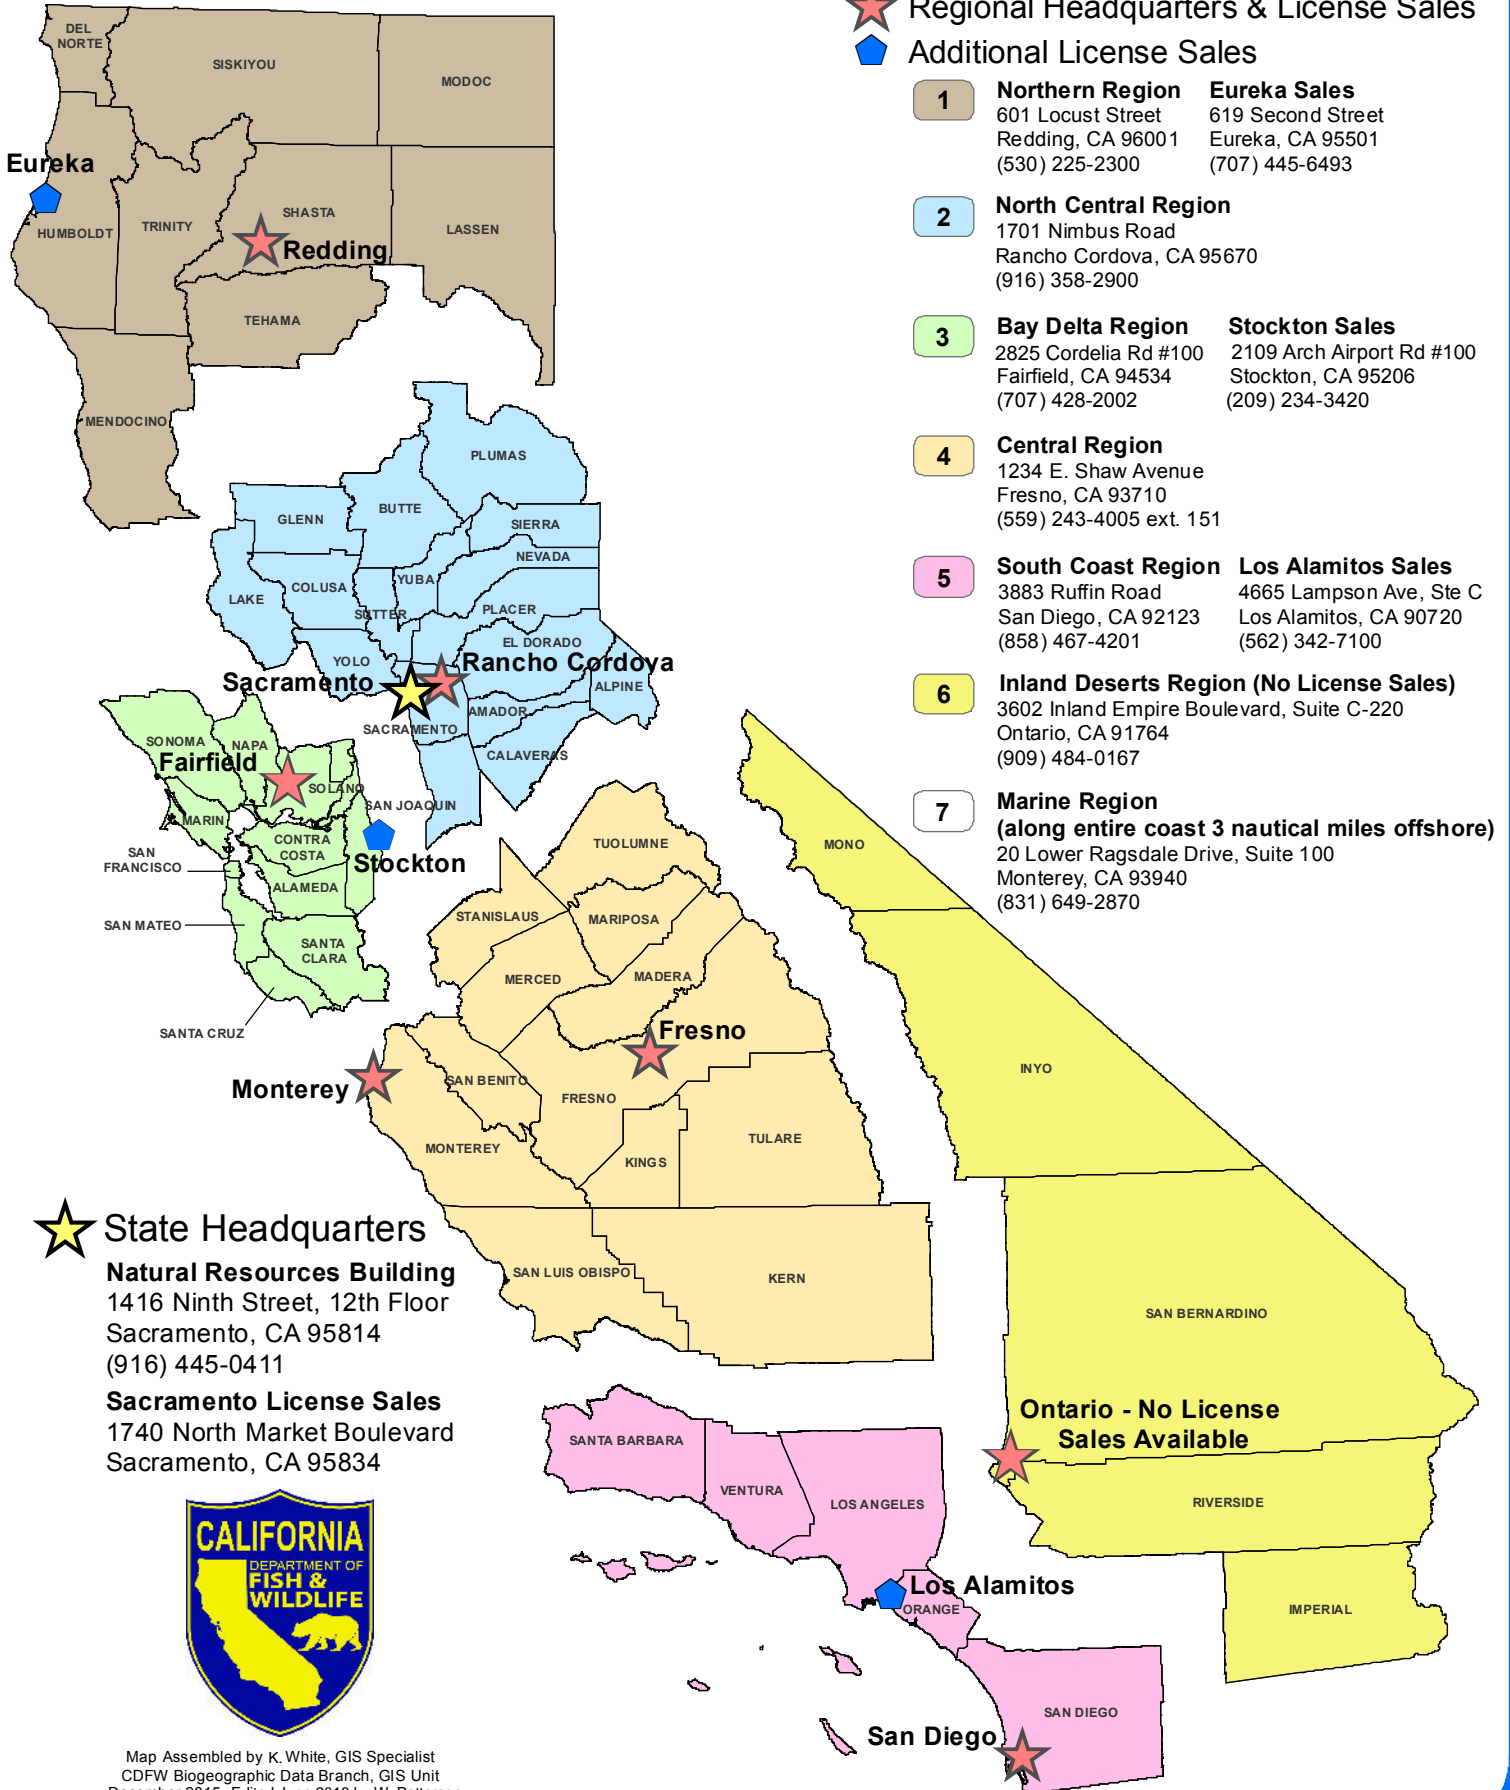 Regional Headquarters & License Sales
Additional License Sales
1
Northern Region
601 Locust Street
Redding, CA 96001
(530) 225-2300
Eureka Sales
619 Second Street
Eureka, CA 95501
(707) 445-6493
2
North Central Region
1701 Nimbus Road
Rancho Cordova, CA 95670
(916) 358-2900
3
Bay Delta Region
2825 Cordelia Rd #100
Fairfield, CA 94534
(707) 428-2002
Stockton Sales
2109 Arch Airport Rd #100
Stockton, CA 95206
(209) 234-3420
4
Central Region
1234 E. Shaw Avenue
Fresno, CA 93710
(559) 243-4005 ext. 151
5
South Coast Region
3883 Ruffin Road
San Diego, CA 92123
(858) 467-4201
Los Alamitos Sales
4665 Lampson Ave, Ste C
Los Alamitos, CA 90720
(562) 342-7100
6
Inland Deserts Region (No License Sales)
3602 Inland Empire Boulevard, Suite C-220
Ontario, CA 91764
(909) 484-0167
7
Marine Region
(along entire coast 3 nautical miles offshore)
20 Lower Ragsdale Drive, Suite 100
Monterey, CA 93940
(831) 649-2870
DEL
NORTE
SISKIYOU
MODOC
Eureka
HUMBOLDT
TRINITY
SHASTA
Redding
LASSEN
TEHAMA
MENDOCINO
PLUMAS
GLENN
BUTTE
SIERRA
NEVADA
LAKE
COLUSA
YUBA
SUTTER
PLACER
EL DORADO
YOLO
Rancho Cordova
Sacramento
ALPINE
AMADOR
SACRAMENTO
CALAVERAS
SAN JOAQUIN
SONOMA
NAPA
Fairfield
SOLANO
MARIN
CONTRA
COSTA
Stockton
SAN
FRANCISCO
ALAMEDA
SAN MATEO
SANTA
CLARA
SANTA CRUZ
TUOLUMNE
STANISLAUS
MARIPOSA
MERCED
MADERA
Fresno
Monterey
SAN BENITO
FRESNO
MONTEREY
KINGS
TULARE
SAN LUIS OBISPO
KERN
MONO
INYO
SAN BERNARDINO
Ontario - No License
Sales Available
RIVERSIDE
IMPERIAL
SANTA BARBARA
VENTURA
LOS ANGELES
Los Alamitos
ORANGE
SAN DIEGO
San Diego
State Headquarters
Natural Resources Building
1416 Ninth Street, 12th Floor
Sacramento, CA 95814
(916) 445-0411
Sacramento License Sales
1740 North Market Boulevard
Sacramento, CA 95834
CALIFORNIA
DEPARTMENT OF
FISH &
WILDLIFE
Map Assembled by K. White, GIS Specialist
CDFW Biogeographic Data Branch, GIS Unit